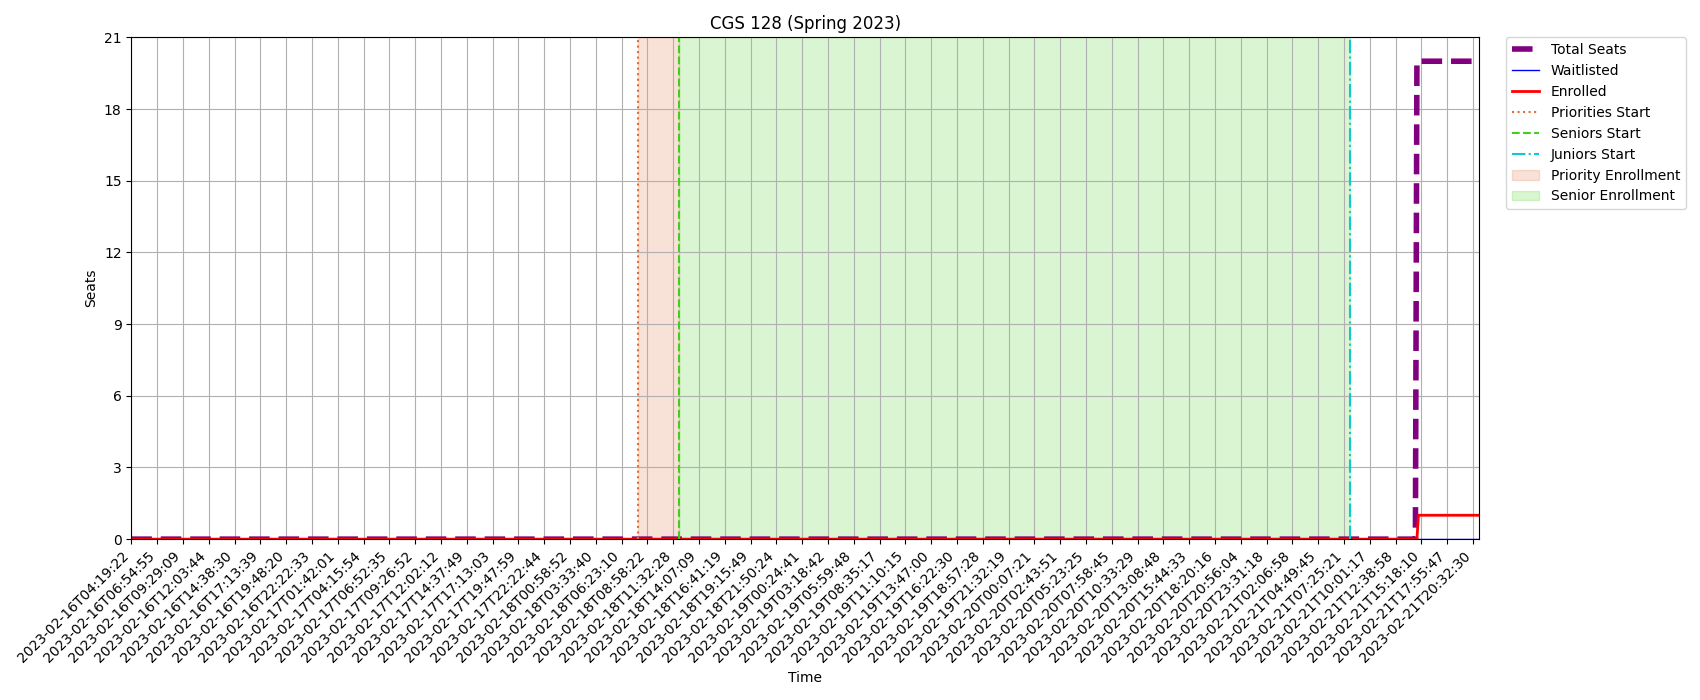 CGS 128 (Spring 2023)
21
18
15
12
9
6
3
0
Seats
2023-02-16T04:19:22
2023-02-16T06:54:55
2023-02-16T09:29:09
2023-02-16T12:03:44
2023-02-16T14:38:30
2023-02-16T17:13:39
2023-02-16T19:48:20
2023-02-16T22:22:33
2023-02-17T01:42:01
2023-02-17T04:15:54
2023-02-17T06:52:35
2023-02-17T09:26:52
2023-02-17T12:02:12
2023-02-17T14:37:49
2023-02-17T17:13:03
2023-02-17T19:47:59
2023-02-17T22:22:44
2023-02-18T00:58:52
2023-02-18T03:33:40
2023-02-18T06:23:10
2023-02-18T08:58:22
2023-02-18T11:32:28
2023-02-18T14:07:09
2023-02-18T16:41:19
2023-02-18T19:15:49
2023-02-18T21:50:24
2023-02-19T00:24:41
2023-02-19T03:18:42
2023-02-19T05:59:48
2023-02-19T08:35:17
2023-02-19T11:10:15
2023-02-19T13:47:00
2023-02-19T16:22:30
2023-02-19T18:57:28
2023-02-19T21:32:19
2023-02-20T00:07:21
2023-02-20T02:43:51
2023-02-20T05:23:25
2023-02-20T07:58:45
2023-02-20T10:33:29
2023-02-20T13:08:48
2023-02-20T15:44:33
2023-02-20T18:20:16
2023-02-20T20:56:04
2023-02-20T23:31:18
2023-02-21T02:06:58
2023-02-21T04:49:45
2023-02-21T07:25:21
2023-02-21T10:01:17
2023-02-21T12:38:58
2023-02-21T15:18:10
2023-02-21T17:55:47
2023-02-21T20:32:30
Time
Total Seats
Waitlisted
Enrolled
Priorities Start
Seniors Start
Juniors Start
Priority Enrollment
Senior Enrollment